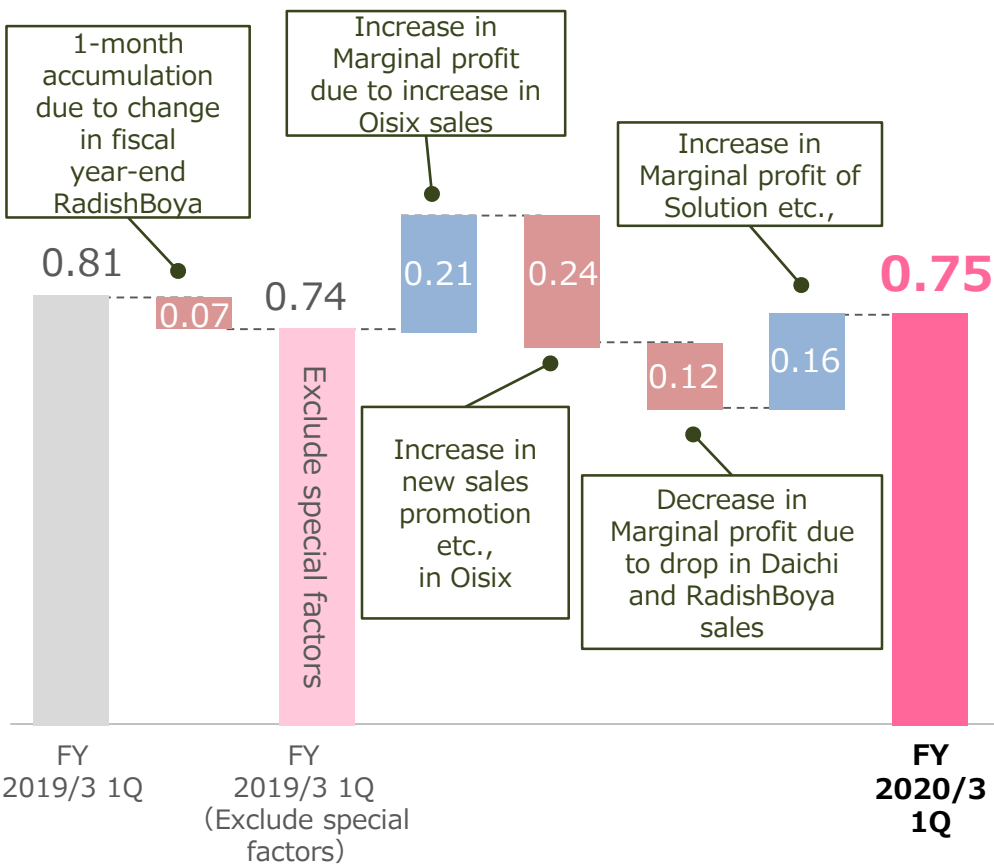 1-month
accumulation
due to change
in fiscal
year-end
RadishBoya
Increase in
Marginal profit
due to increase in
Oisix sales
Increase in
Marginal profit of
Solution etc.,
0.81
0.07
0.74
0.21
0.24
0.12
0.16
0.75
Exclude special factors
Increase in
new sales
promotion
etc.,
in Oisix
Decrease in
Marginal profit due
to drop in Daichi
and RadishBoya
sales
FY
2019/3 1Q
FY
2019/3 1Q
（Exclude special
factors）
FY
2020/3
1Q